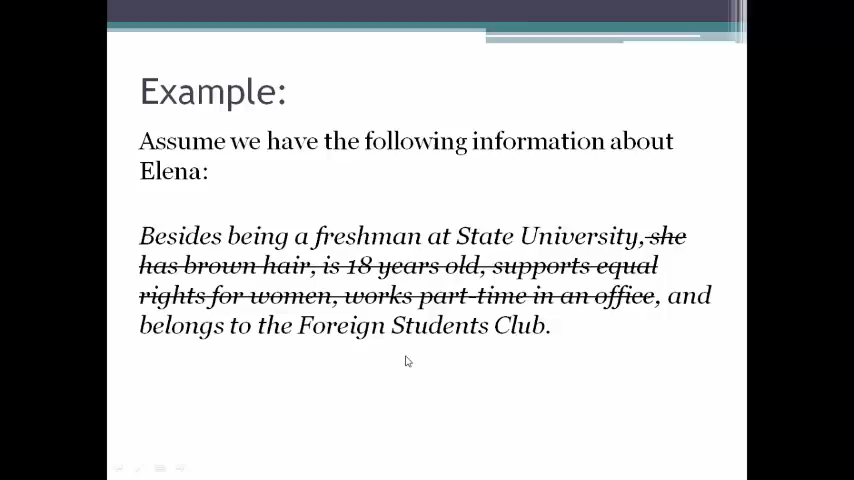 Example:
Assume we have the following information about
Elena:
Besides being a freshman at State University, she
has brown hair, is 18 years old, supports equal
rights for women, works part-time in an office, and
belongs to the Foreign Students Club.